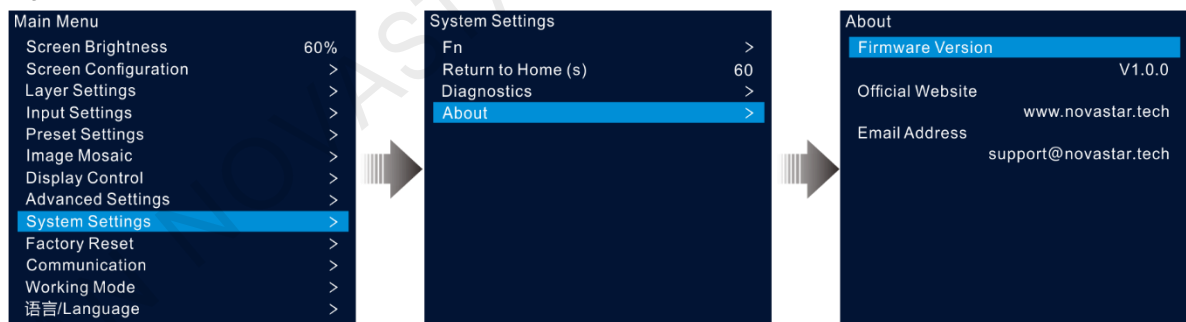 Main Menu
Screen Brightness 60%
Screen Configuration >
Layer Settings >
Input Settings >
Preset Settings >
Image Mosaic >
Display Control >
Advanced Settings >
System Settings >
Factory Reset >
Communication >
Working Mode >
语言/Language >
System Settings
Fn >
Return to Home (s) 60
Diagnostics >
About >
About
Firmware Version
V1.0.0
Official Website
www.novastar.tech
Email Address
support@novastar.tech